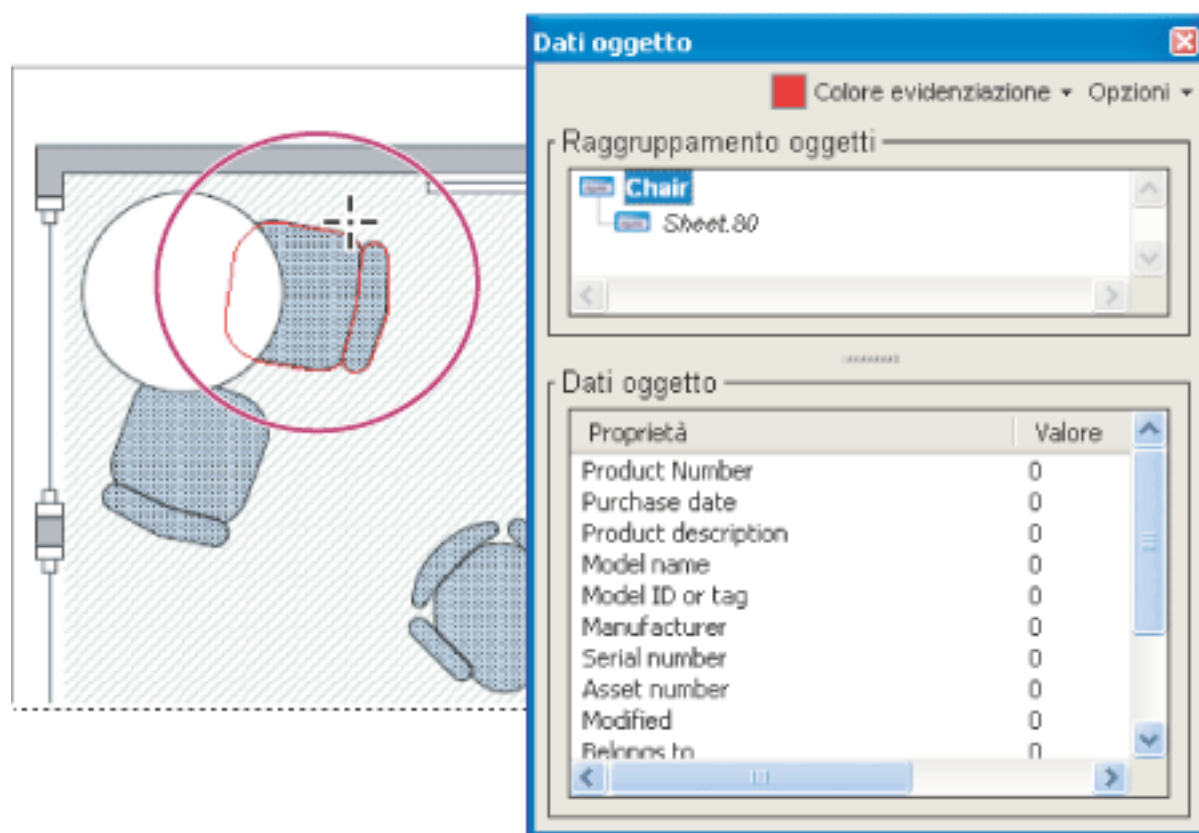 Dati oggetto
Colore evidenziazione Opzioni
Raggruppamento oggetti
Chair
Sheet.80
Dati oggetto
Proprietà Valore
Product Number 0
Purchase date 0
Product description 0
Model name 0
Model ID or tag 0
Manufacturer 0
Serial number 0
Asset number 0
Modified 0
Belongs to 0